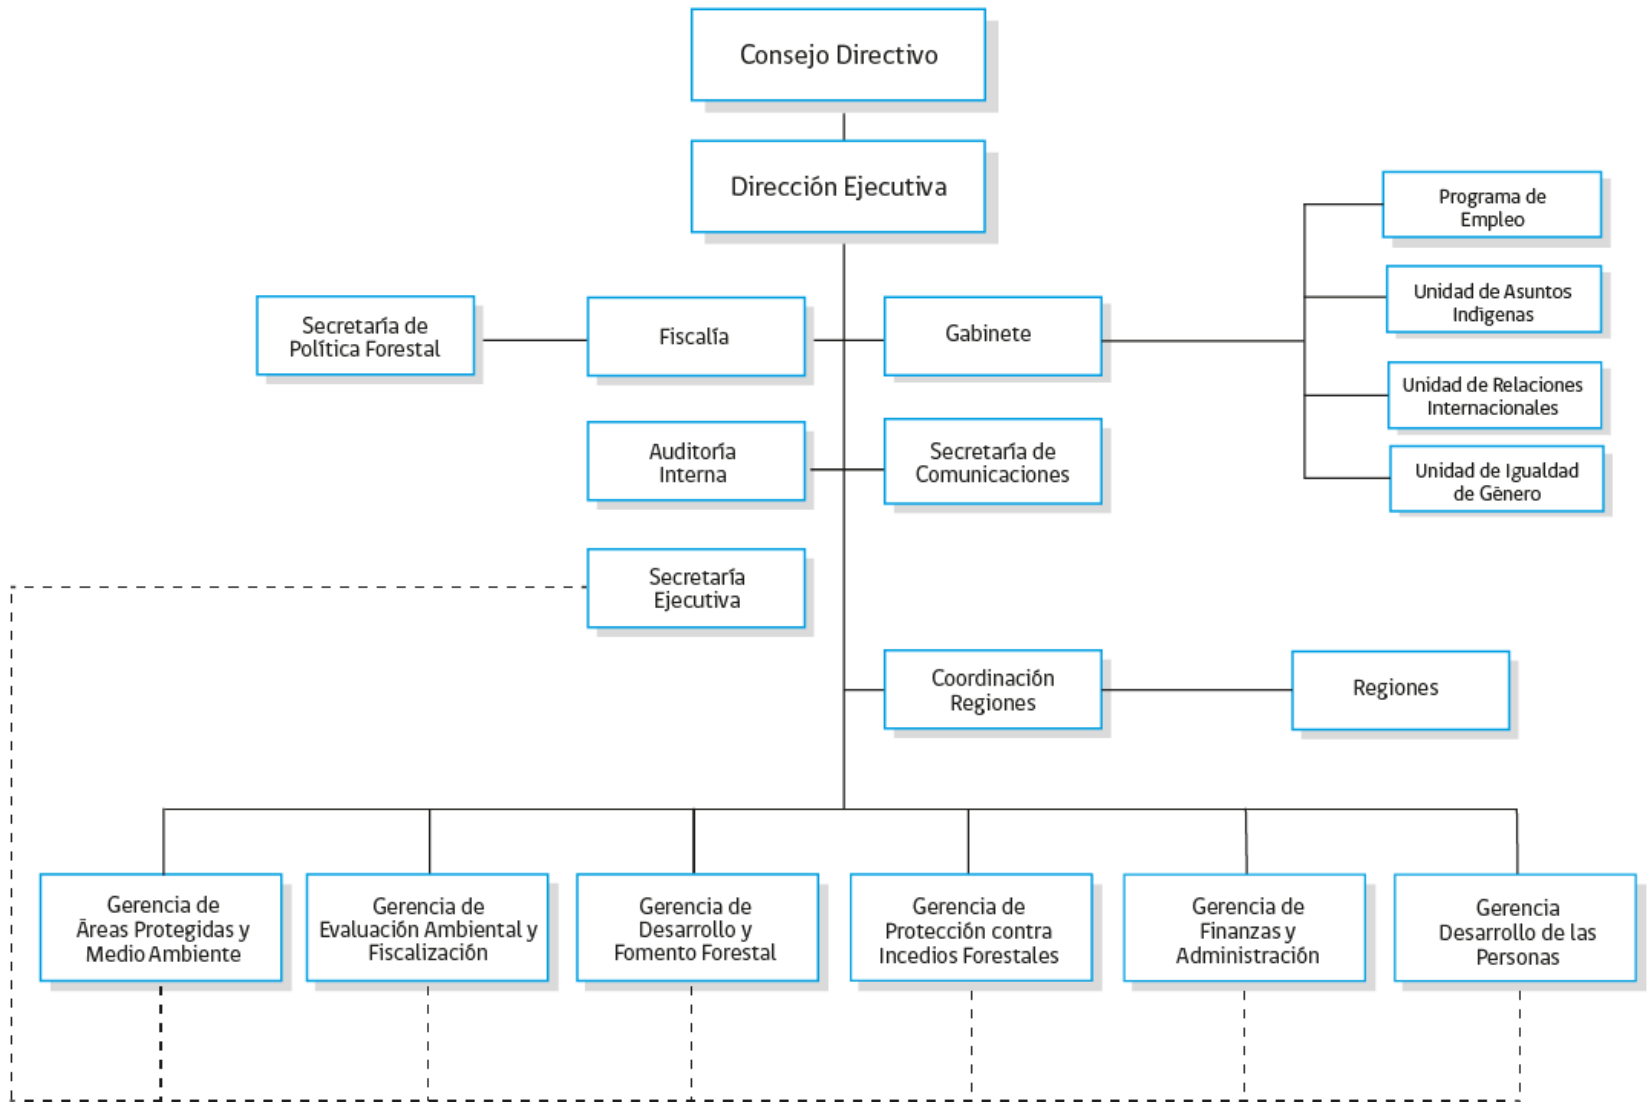 Consejo Directivo
Dirección Ejecutiva
Programa de
Empleo
Unidad de Asuntos
Indígenas
Unidad de Relaciones
Internacionales
Unidad de Igualdad
de Gēnero
Secretaría de
Política Forestal
Fiscalía
Gabinete
Auditoría
Interna
Secretaría de
Comunicaciones
Secretaría
Ejecutiva
Coordinación
Regiones
Regiones
Gerencia de
Āreas Protegidas y
Medio Ambiente
Gerencia de
Evaluación Ambiental y
Fiscalización
Gerencia de
Desarrollo y
Fomento Forestal
Gerencia de
Protección contra
Incedios Forestales
Gerencia de
Finanzas y
Administración
Gerencia
Desarrollo de las
Personas